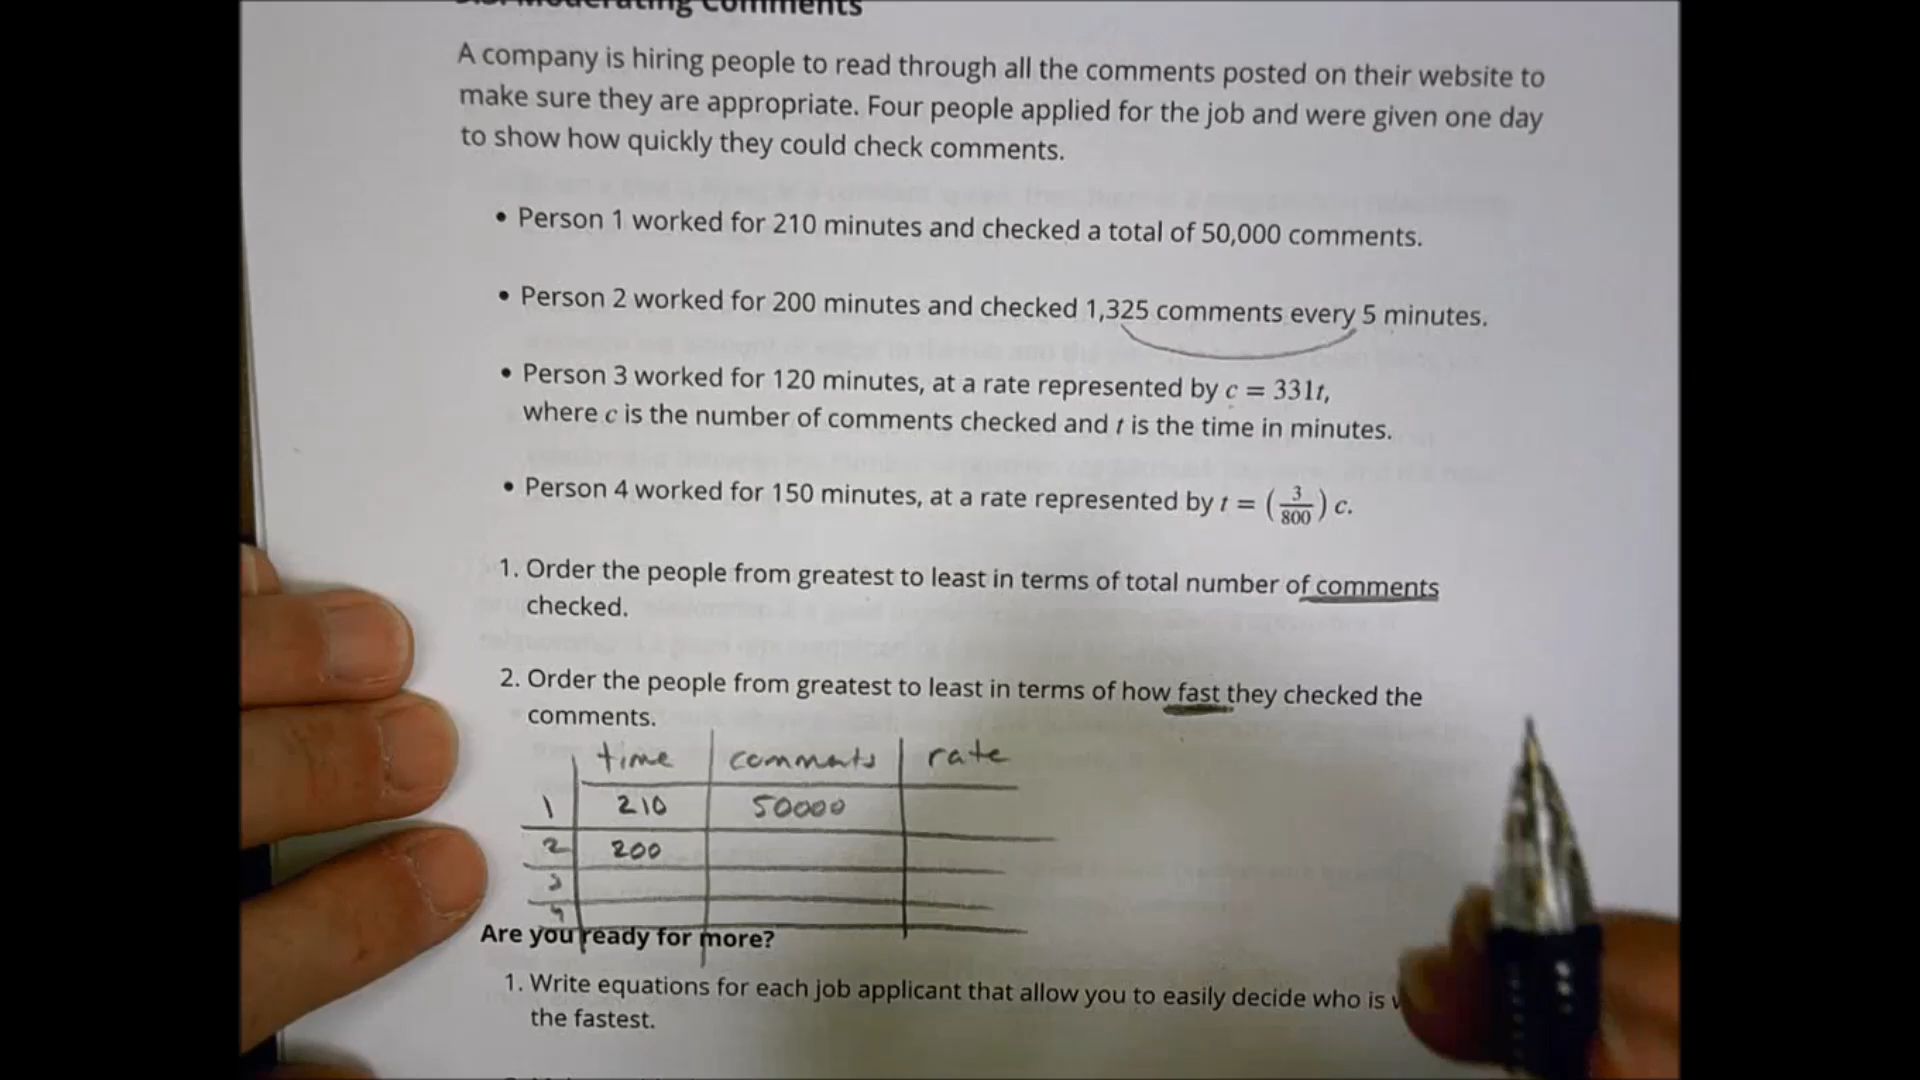 Moderating Comments
A company is hiring people to read through all the comments posted on their website to
make sure they are appropriate. Four people applied for the job and were given one day
to show how quickly they could check comments.
• Person 1 worked for 210 minutes and checked a total of 50,000 comments.
• Person 2 worked for 200 minutes and checked 1,325 comments every 5 minutes.
• Person 3 worked for 120 minutes, at a rate represented by c = 331t,
where c is the number of comments checked and t is the time in minutes.
• Person 4 worked for 150 minutes, at a rate represented by t = (3/800) c.
1. Order the people from greatest to least in terms of total number of comments
checked.
2. Order the people from greatest to least in terms of how fast they checked the
comments.
time comments rate
1 210 50000
2 200
3
4
Are you ready for more?
1. Write equations for each job applicant that allow you to easily decide who is
the fastest.